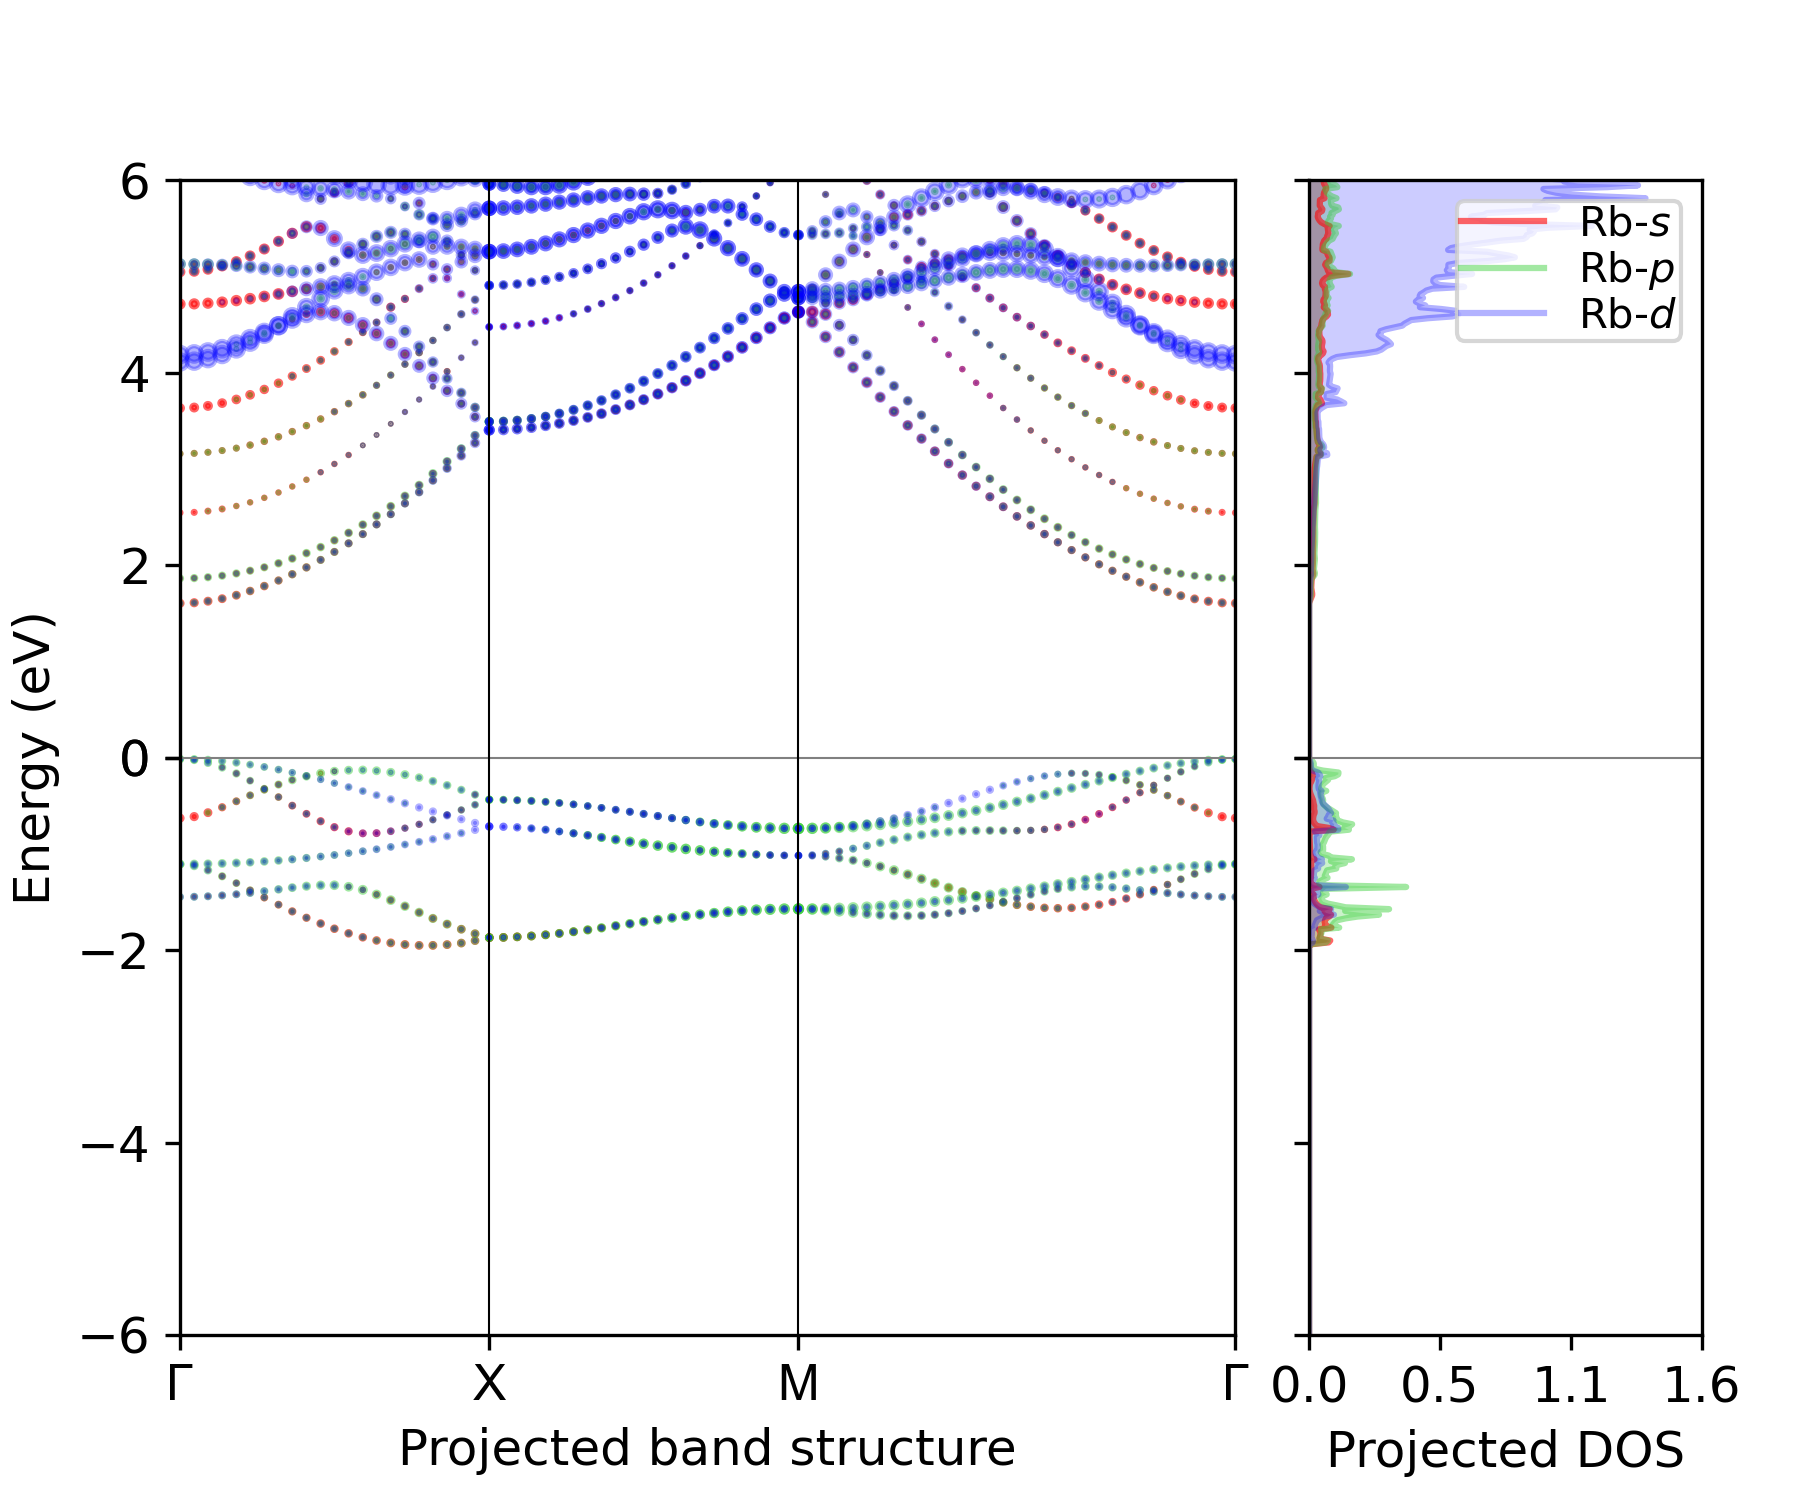 Energy (eV)
6
4
2
0
−2
−4
−6
Γ
X
M
Γ
Projected band structure
Rb-s
Rb-p
Rb-d
0.0
0.5
1.1
1.6
Projected DOS